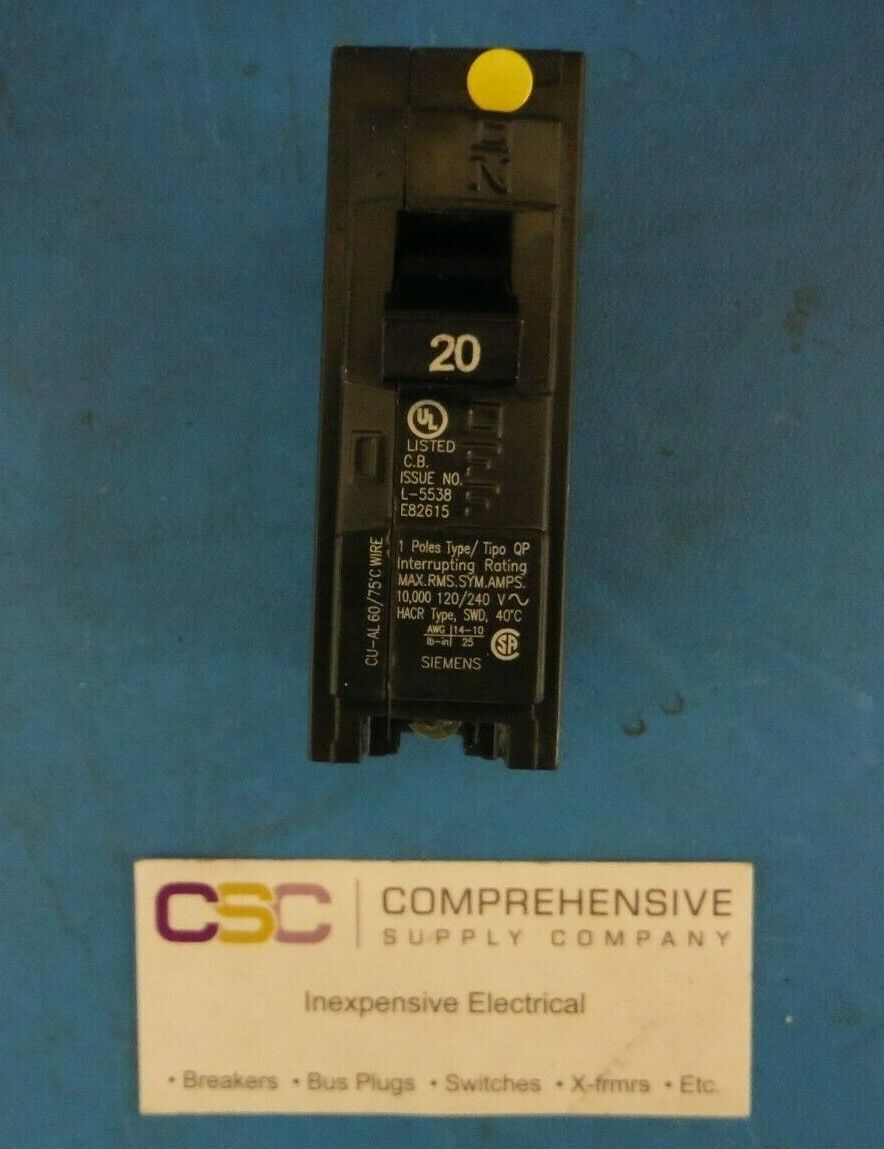 20
UL
LISTED
C.B.
ISSUE NO.
L-5538
E82615
CU-AL 60/75°C WIRE
1 Poles Type/ Tipo QP
Interrupting Rating
MAX.RMS.SYM.AMPS.
10,000 120/240 V~
HACR Type, SWD, 40°C
AWG 14-10
lb-in 25
SA
SIEMENS
CSC COMPREHENSIVE
SUPPLY COMPANY
Inexpensive Electrical
• Breakers • Bus Plugs • Switches • X-frmrs • Etc.